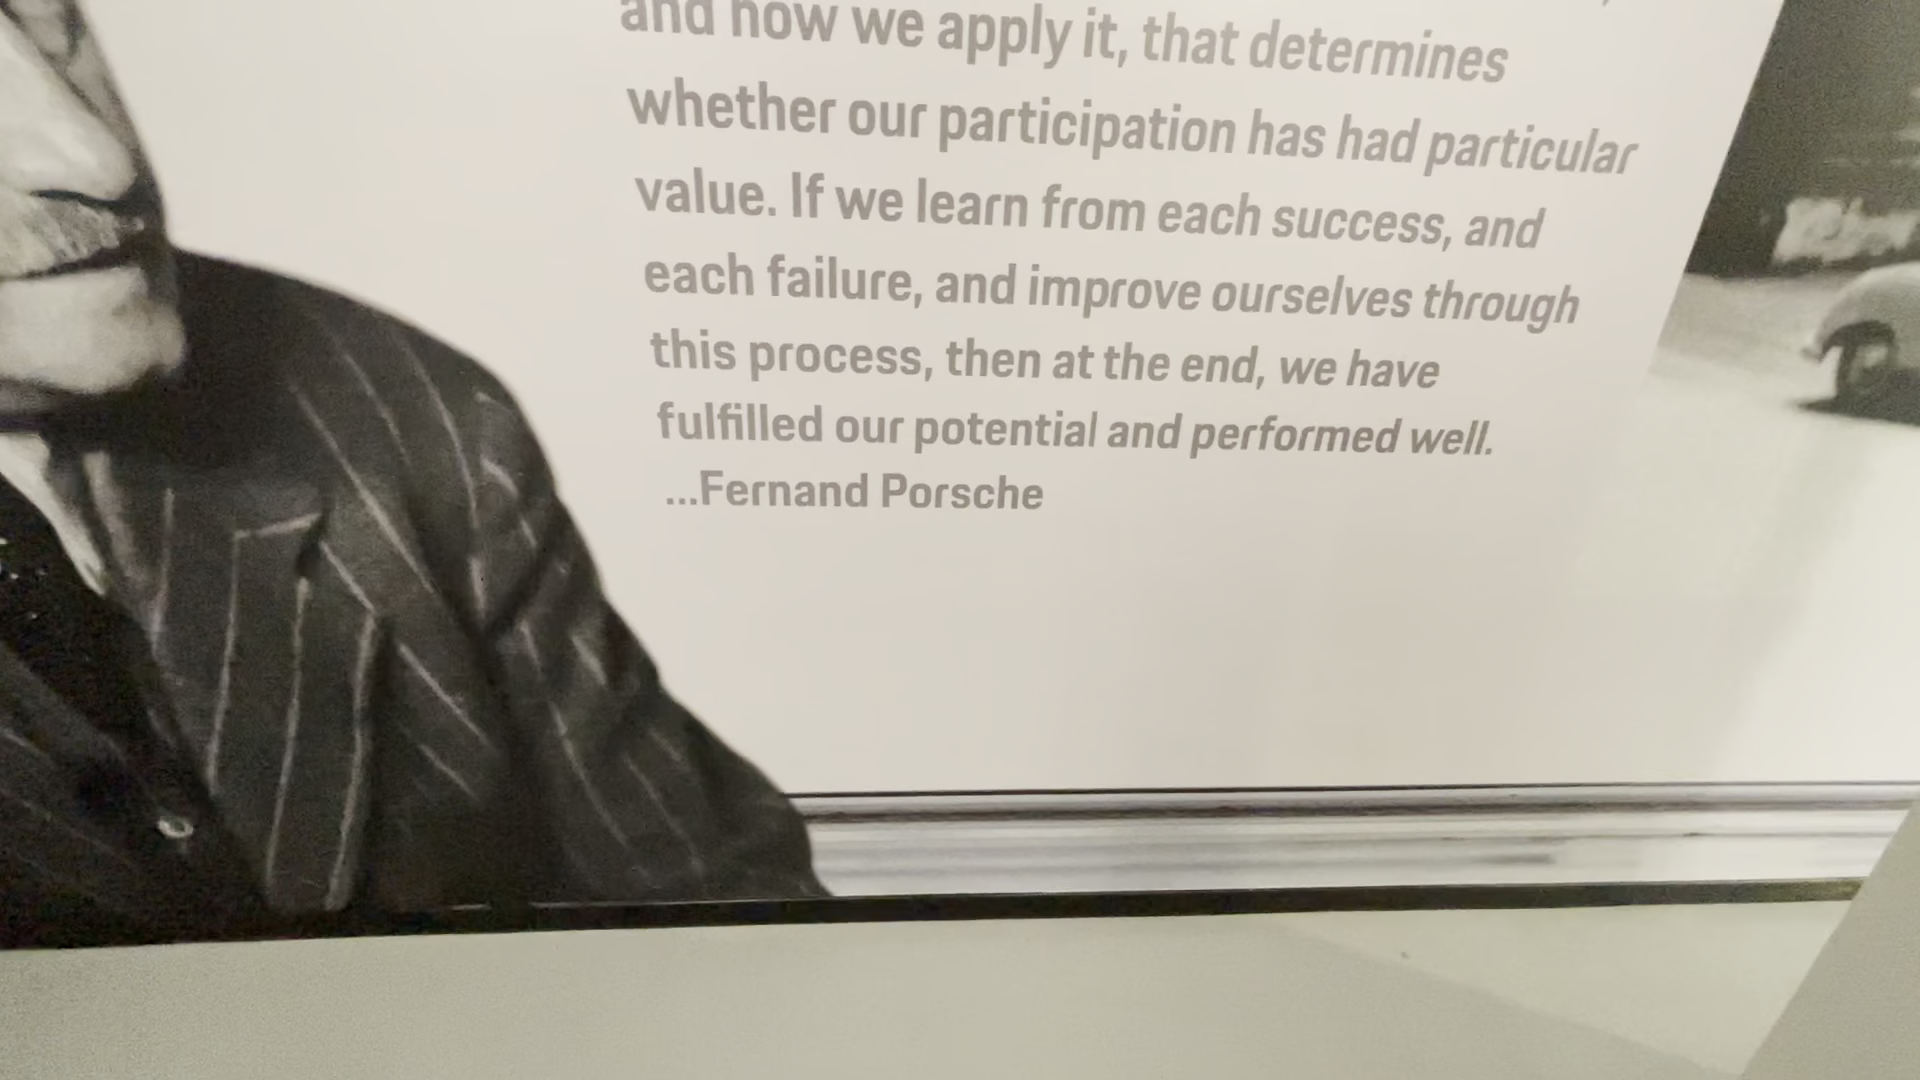 and how we apply it, that determines
whether our participation has had particular
value. If we learn from each success, and
each failure, and improve ourselves through
this process, then at the end, we have
fulfilled our potential and performed well.
...Fernand Porsche